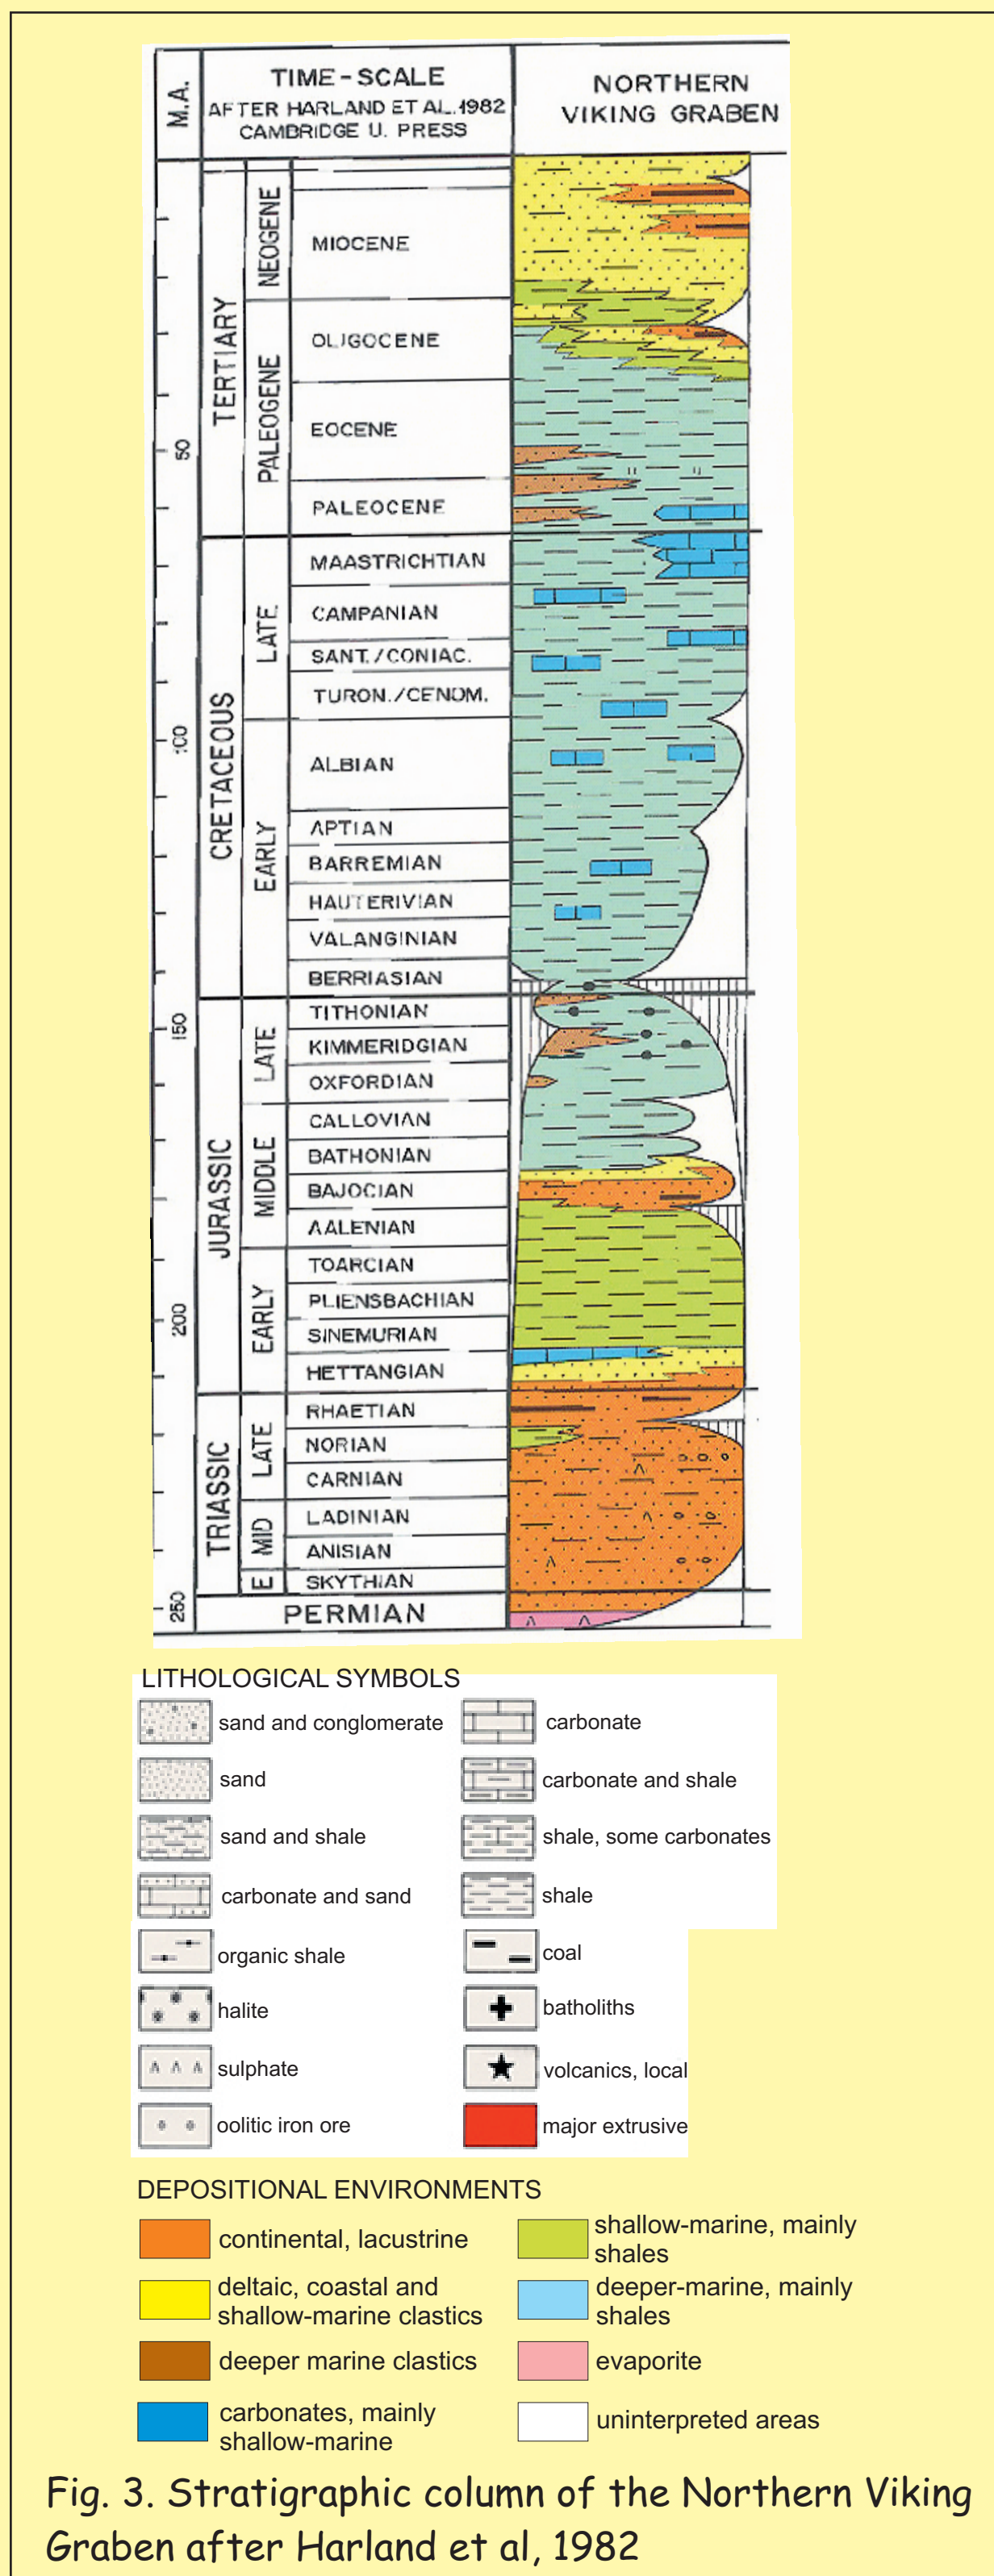 M.A.
TIME-SCALE
AFTER HARLAND ET AL.1982
CAMBRIDGE U. PRESS
NORTHERN
VIKING GRABEN
TERTIARY
NEOGENE
MIOCENE
PALEOGENE
OLIGOCENE
EOCENE
50
PALEOCENE
CRETACEOUS
LATE
MAASTRICHTIAN
CAMPANIAN
SANT./CONIAC.
TURON./CENOM.
100
EARLY
ALBIAN
APTIAN
BARREMIAN
HAUTERIVIAN
VALANGINIAN
BERRIASIAN
JURASSIC
LATE
TITHONIAN
150
KIMMERIDGIAN
OXFORDIAN
MIDDLE
CALLOVIAN
BATHONIAN
BAJOCIAN
AALENIAN
EARLY
TOARCIAN
PLIENSBACHIAN
200
SINEMURIAN
HETTANGIAN
TRIASSIC
LATE
RHAETIAN
NORIAN
CARNIAN
MID
LADINIAN
ANISIAN
E
SKYTHIAN
250
PERMIAN
LITHOLOGICAL SYMBOLS
sand and conglomerate
carbonate
sand
carbonate and shale
sand and shale
shale, some carbonates
carbonate and sand
shale
organic shale
coal
halite
batholiths
sulphate
volcanics, local
oolitic iron ore
major extrusive
DEPOSITIONAL ENVIRONMENTS
continental, lacustrine
shallow-marine, mainly
shales
deltaic, coastal and
shallow-marine clastics
deeper-marine, mainly
shales
deeper marine clastics
evaporite
carbonates, mainly
shallow-marine
uninterpreted areas
Fig. 3. Stratigraphic column of the Northern Viking
Graben after Harland et al, 1982